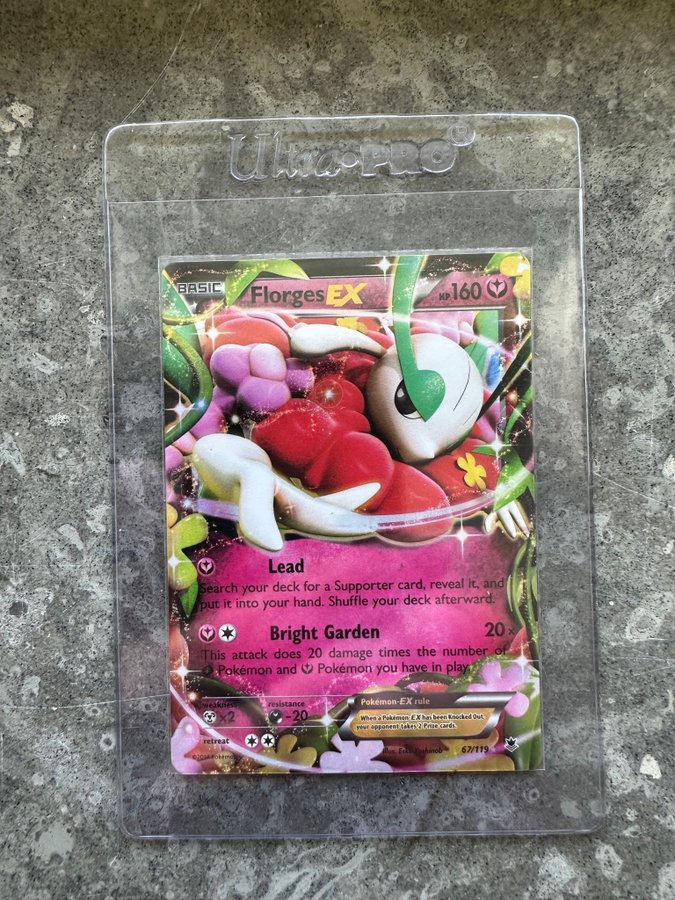 Ultra·PRO®
BASIC
Florges EX
HP 160
Lead
Search your deck for a Supporter card, reveal it, and
put it into your hand. Shuffle your deck afterward.
Bright Garden 20×
This attack does 20 damage times the number of
Pokémon and Pokémon you have in play.
weakness resistance
×2 -20
Pokémon-EX rule
When a Pokémon-EX has been Knocked Out,
your opponent takes 2 Prize cards.
retreat
Illus. Eske Yoshinob
67/119